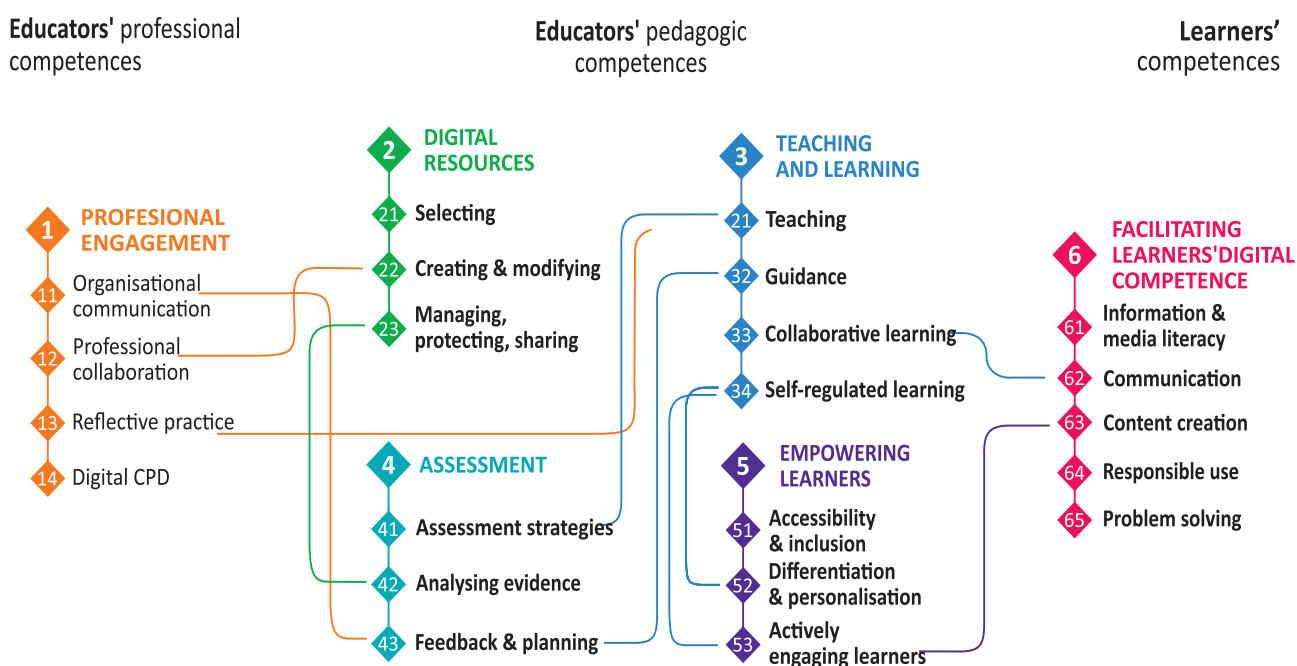 Educators' professional
competences
Educators' pedagogic
competences
Learners’
competences
1
PROFESIONAL
ENGAGEMENT
11
Organisational
communication
12
Professional
collaboration
13
Reflective practice
14
Digital CPD
2
DIGITAL
RESOURCES
21
Selecting
22
Creating & modifying
23
Managing,
protecting, sharing
3
TEACHING
AND LEARNING
21
Teaching
32
Guidance
33
Collaborative learning
34
Self-regulated learning
4
ASSESSMENT
41
Assessment strategies
42
Analysing evidence
43
Feedback & planning
5
EMPOWERING
LEARNERS
51
Accessibility
& inclusion
52
Differentiation
& personalisation
53
Actively
engaging learners
6
FACILITATING
LEARNERS'DIGITAL
COMPETENCE
61
Information &
media literacy
62
Communication
63
Content creation
64
Responsible use
65
Problem solving